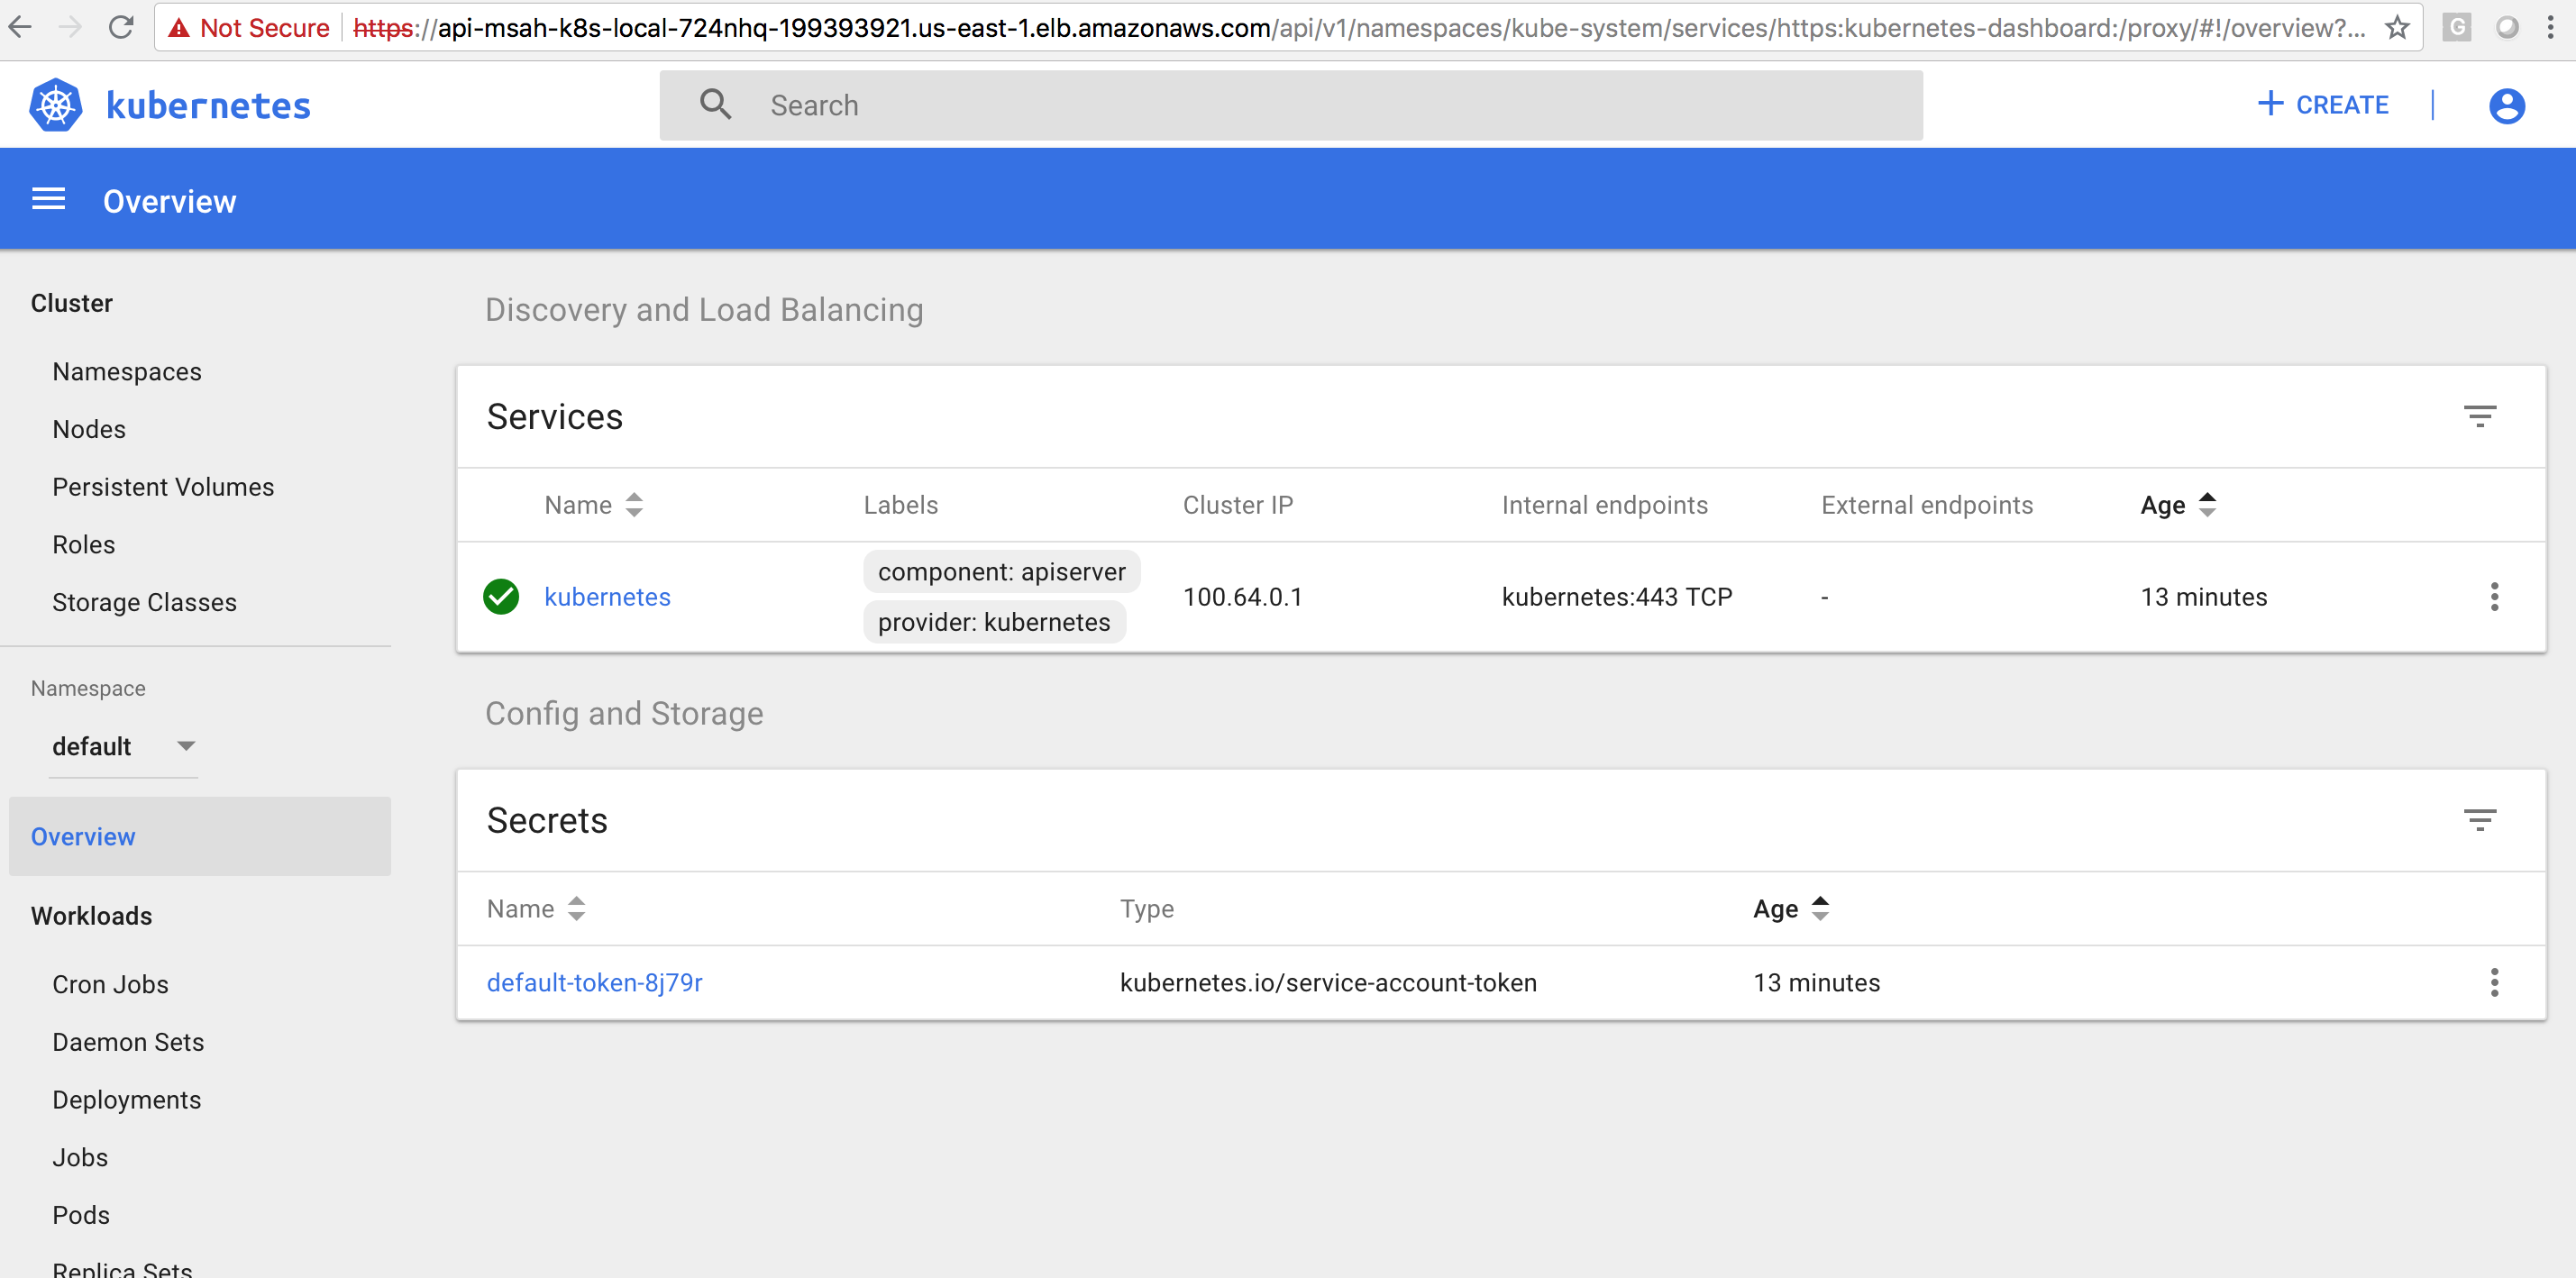 Not Secure https://api-msah-k8s-local-724nhq-199393921.us-east-1.elb.amazonaws.com/api/v1/namespaces/kube-system/services/https:kubernetes-dashboard:/proxy/#!/overview?... G
kubernetes Search + CREATE
Overview
Cluster
Namespaces
Nodes
Persistent Volumes
Roles
Storage Classes
Namespace
default
Overview
Workloads
Cron Jobs
Daemon Sets
Deployments
Jobs
Pods
Replica Sets
Discovery and Load Balancing
Services
Name Labels Cluster IP Internal endpoints External endpoints Age
kubernetes component: apiserver provider: kubernetes 100.64.0.1 kubernetes:443 TCP - 13 minutes
Config and Storage
Secrets
Name Type Age
default-token-8j79r kubernetes.io/service-account-token 13 minutes